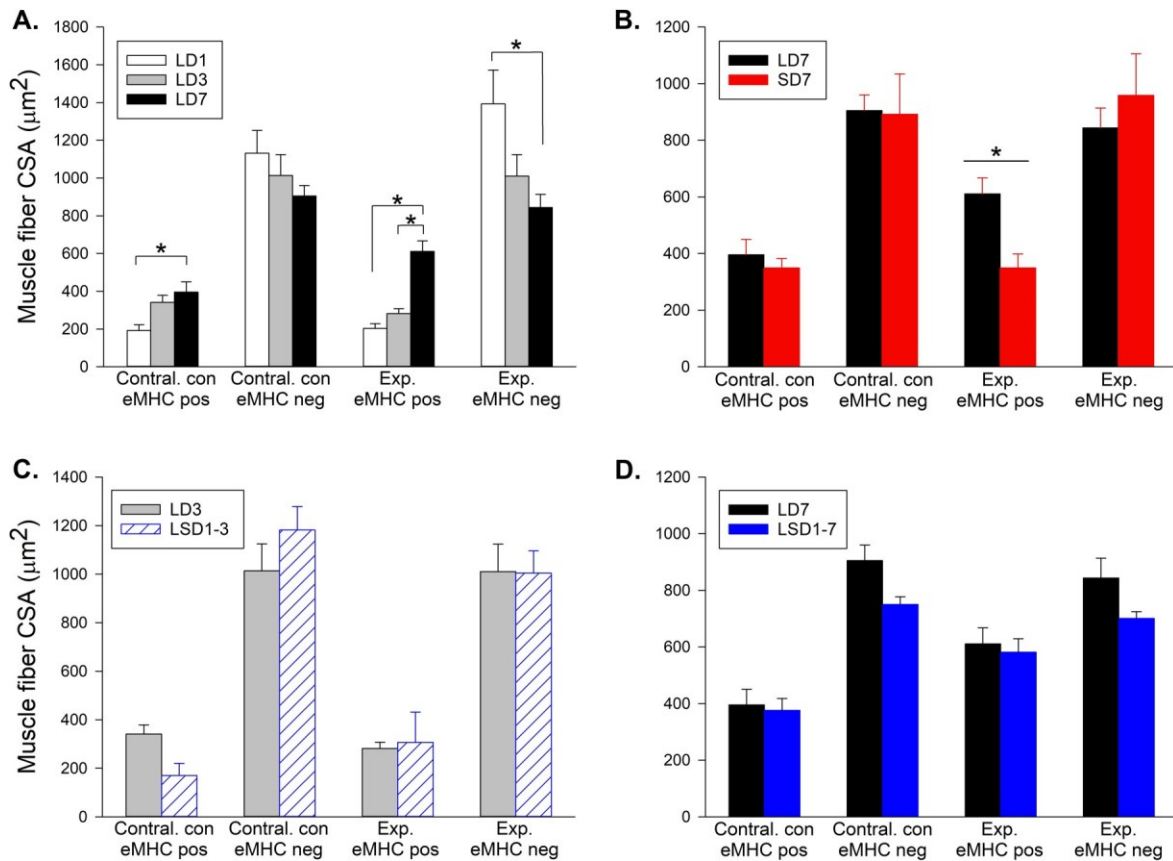 A.
Muscle fiber CSA (μm²)
1800
1600
1400
1200
1000
800
600
400
200
0
LD1
LD3
LD7
*
*
*
*
Contral. con
eMHC pos
Contral. con
eMHC neg
Exp.
eMHC pos
Exp.
eMHC neg
B.
1200
1000
800
600
400
200
0
LD7
SD7
*
Contral. con
eMHC pos
Contral. con
eMHC neg
Exp.
eMHC pos
Exp.
eMHC neg
C.
Muscle fiber CSA (μm²)
1400
1200
1000
800
600
400
200
0
LD3
LSD1-3
Contral. con
eMHC pos
Contral. con
eMHC neg
Exp.
eMHC pos
Exp.
eMHC neg
D.
1200
1000
800
600
400
200
0
LD7
LSD1-7
Contral. con
eMHC pos
Contral. con
eMHC neg
Exp.
eMHC pos
Exp.
eMHC neg